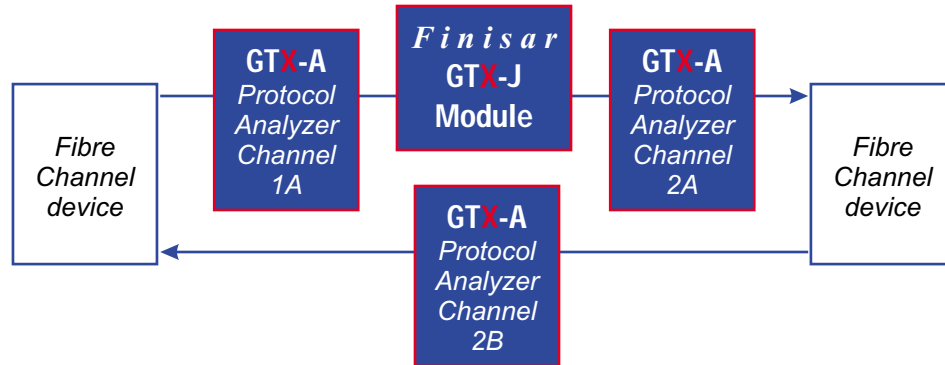 Fibre
Channel
device
GTX-A
Protocol
Analyzer
Channel
1A
Finisar
GTX-J
Module
GTX-A
Protocol
Analyzer
Channel
2A
Fibre
Channel
device
GTX-A
Protocol
Analyzer
Channel
2B